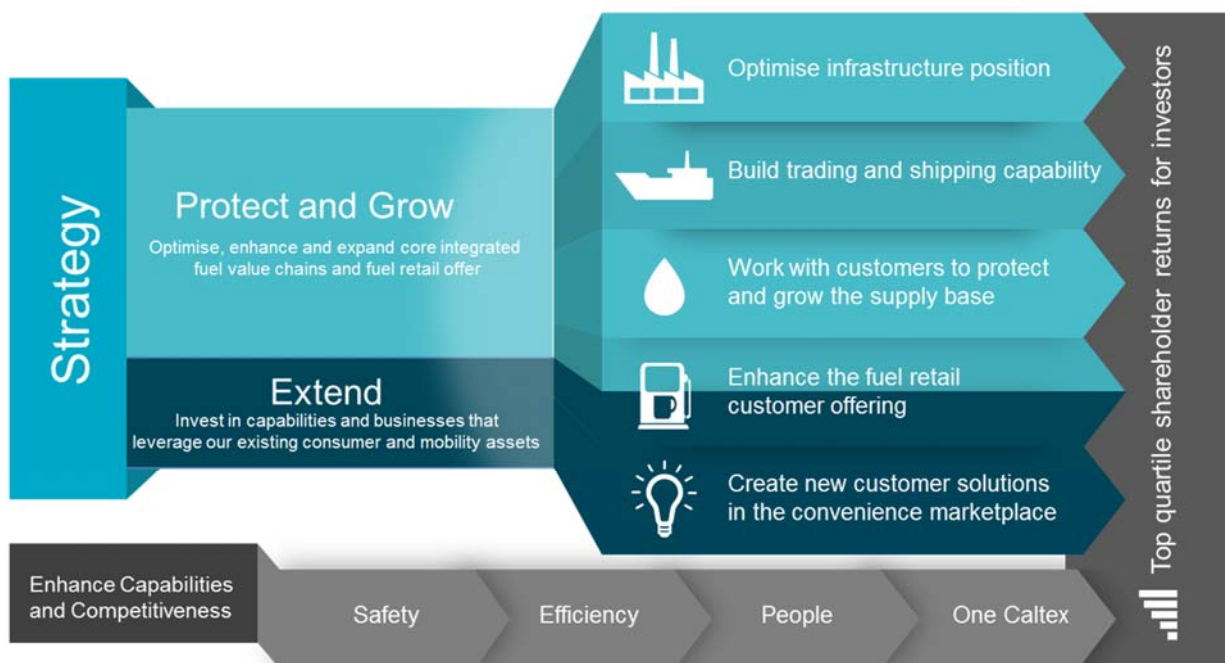 Strategy
Protect and Grow
Optimise, enhance and expand core integrated
fuel value chains and fuel retail offer
Extend
Invest in capabilities and businesses that
leverage our existing consumer and mobility assets
Optimise infrastructure position
Build trading and shipping capability
Work with customers to protect
and grow the supply base
Enhance the fuel retail
customer offering
Create new customer solutions
in the convenience marketplace
Top quartile shareholder returns for investors
Enhance Capabilities
and Competitiveness
Safety
Efficiency
People
One Caltex